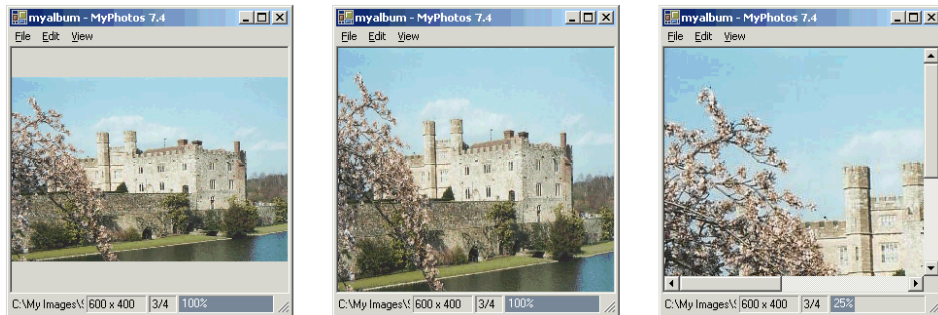 myalbum - MyPhotos 7.4
File Edit View
C:\My Images\S 600 x 400 3/4 100%
myalbum - MyPhotos 7.4
File Edit View
C:\My Images\S 600 x 400 3/4 100%
myalbum - MyPhotos 7.4
File Edit View
C:\My Images\S 600 x 400 3/4 25%